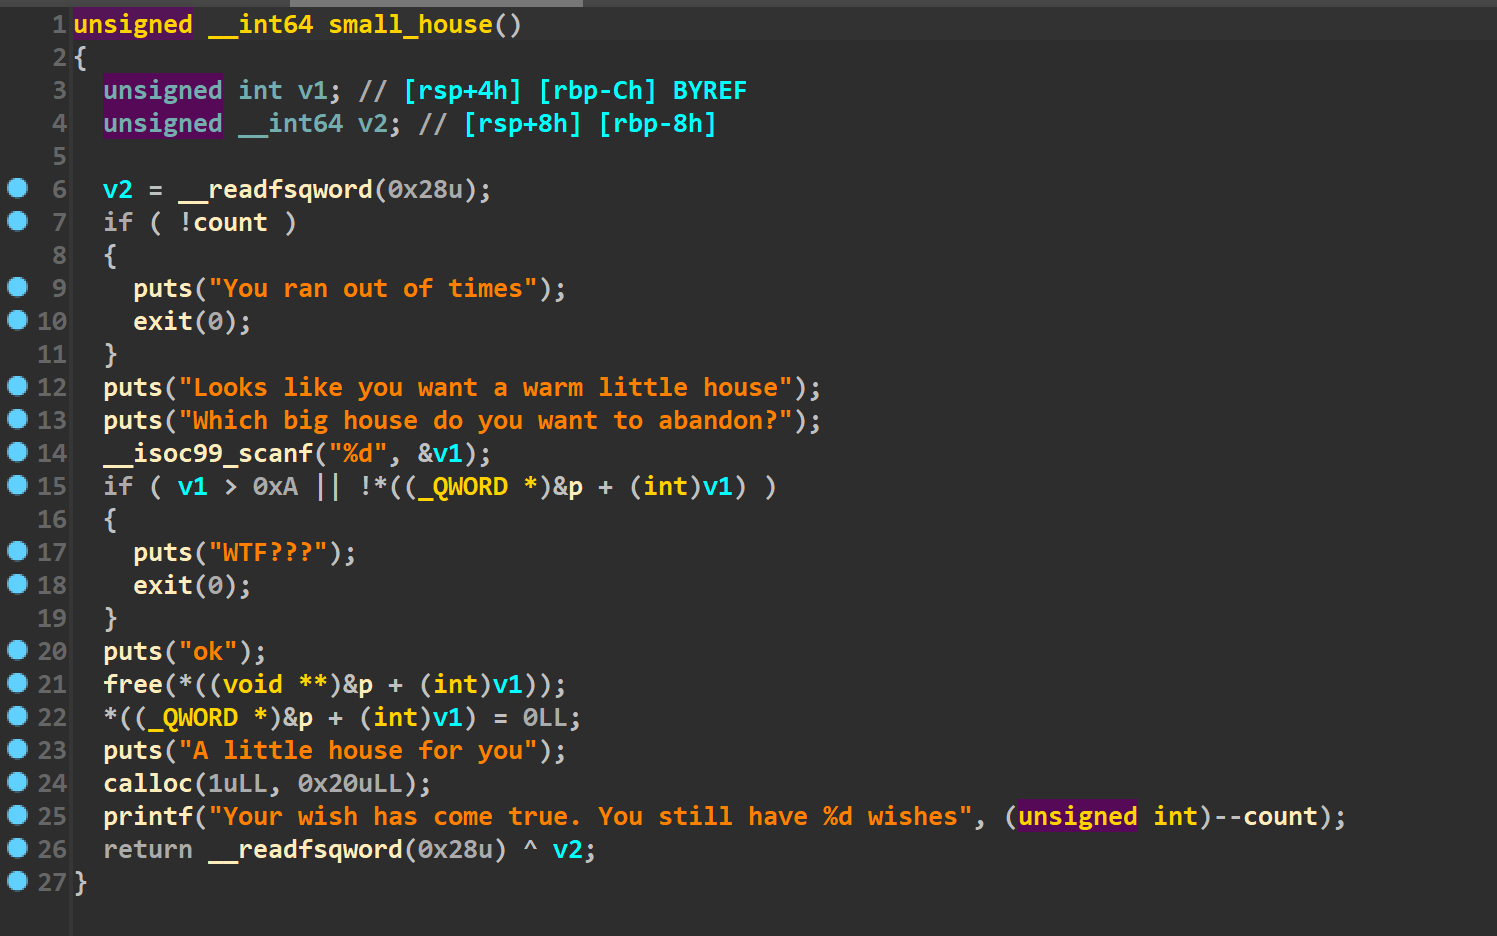 1 unsigned __int64 small_house()
2 {
3 unsigned int v1; // [rsp+4h] [rbp-Ch] BYREF
4 unsigned __int64 v2; // [rsp+8h] [rbp-8h]
5
6 v2 = __readfsqword(0x28u);
7 if ( !count )
8 {
9 puts("You ran out of times");
10 exit(0);
11 }
12 puts("Looks like you want a warm little house");
13 puts("Which big house do you want to abandon?");
14 __isoc99_scanf("%d", &v1);
15 if ( v1 > 0xA || !*((_QWORD *)&p + (int)v1) )
16 {
17 puts("WTF???");
18 exit(0);
19 }
20 puts("ok");
21 free(*((void **)&p + (int)v1));
22 *((_QWORD *)&p + (int)v1) = 0LL;
23 puts("A little house for you");
24 calloc(1uLL, 0x20uLL);
25 printf("Your wish has come true. You still have %d wishes", (unsigned int)--count);
26 return __readfsqword(0x28u) ^ v2;
27 }